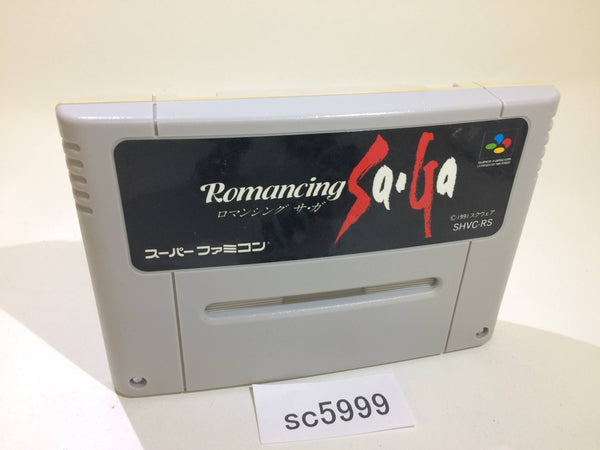 Romancing Sa・Ga
ロマンシング サ・ガ
スーパーファミコン
©1991 スクウェア
SHVC-RS
sc5999